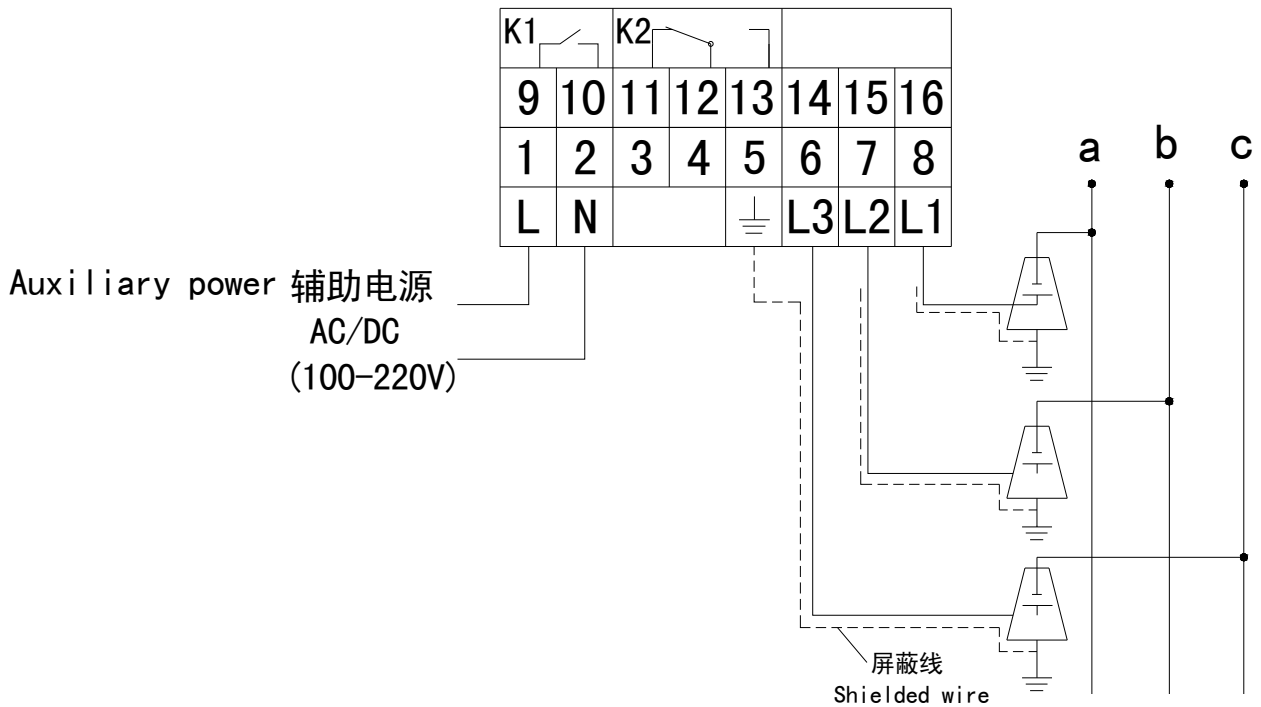 K1 K2
9 10 11 12 13 14 15 16
1 2 3 4 5 6 7 8
L N L3 L2 L1
a b c
Auxiliary power 辅助电源
AC/DC
(100-220V)
屏蔽线
Shielded wire